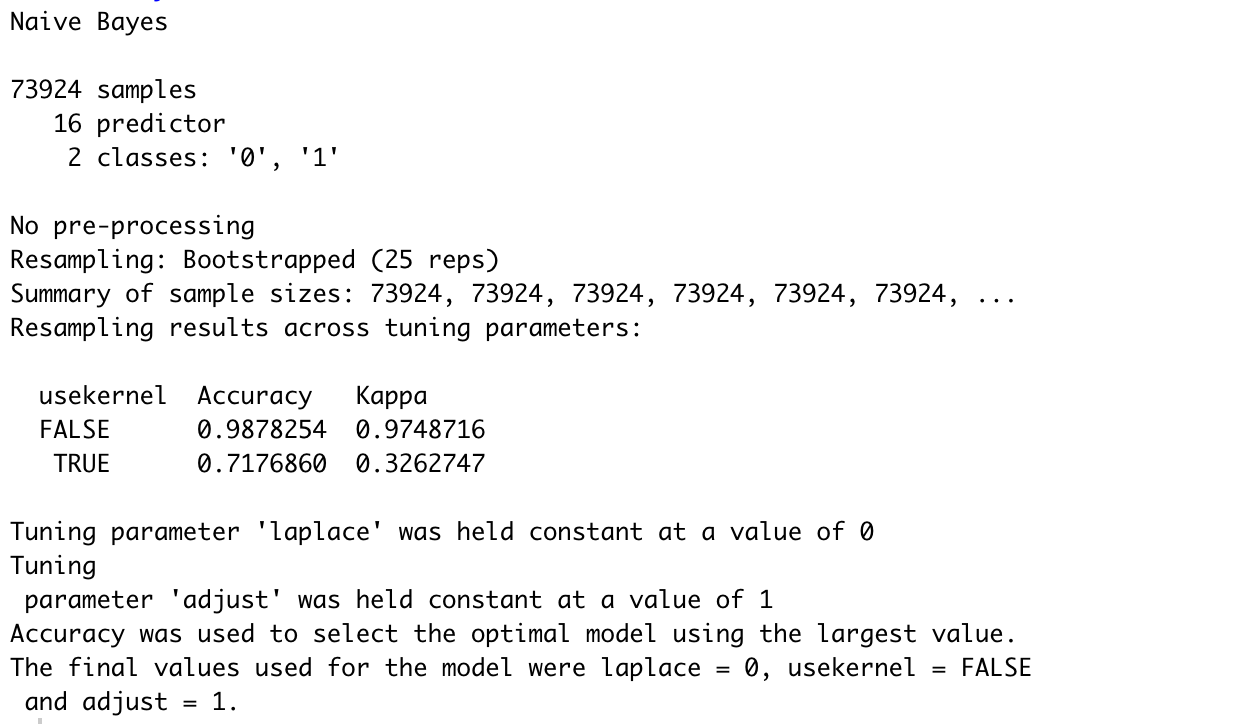 Naive Bayes
73924 samples
16 predictor
2 classes: '0', '1'
No pre-processing
Resampling: Bootstrapped (25 reps)
Summary of sample sizes: 73924, 73924, 73924, 73924, 73924, 73924, ...
Resampling results across tuning parameters:
usekernel  Accuracy   Kappa
FALSE      0.9878254  0.9748716
TRUE      0.7176860  0.3262747
Tuning parameter 'laplace' was held constant at a value of 0
Tuning
parameter 'adjust' was held constant at a value of 1
Accuracy was used to select the optimal model using the largest value.
The final values used for the model were laplace = 0, usekernel = FALSE
and adjust = 1.